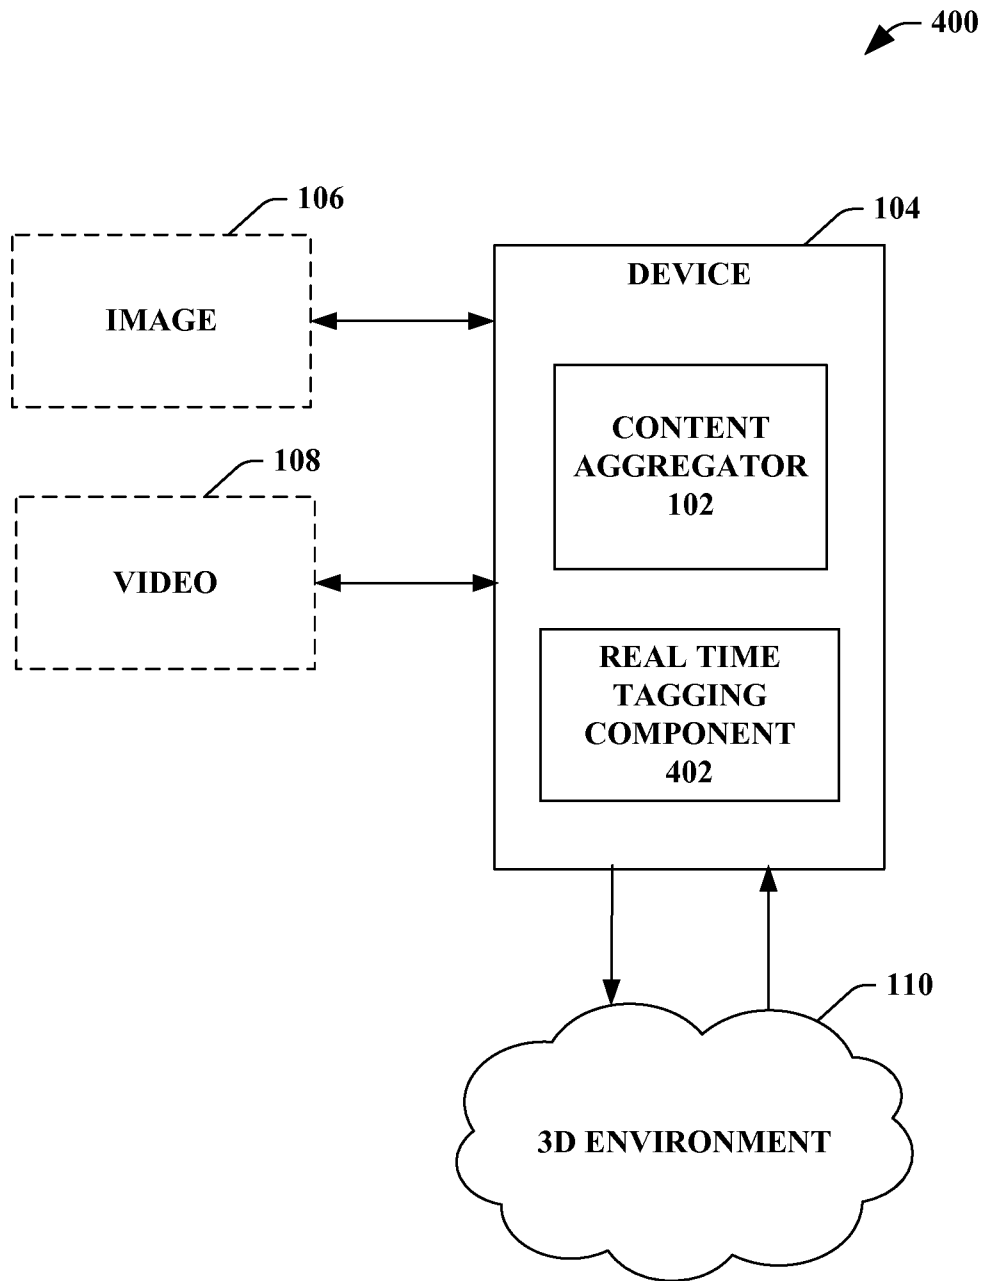 400
106
IMAGE
104
DEVICE
CONTENT
AGGREGATOR
102
108
VIDEO
REAL TIME
TAGGING
COMPONENT
402
110
3D ENVIRONMENT